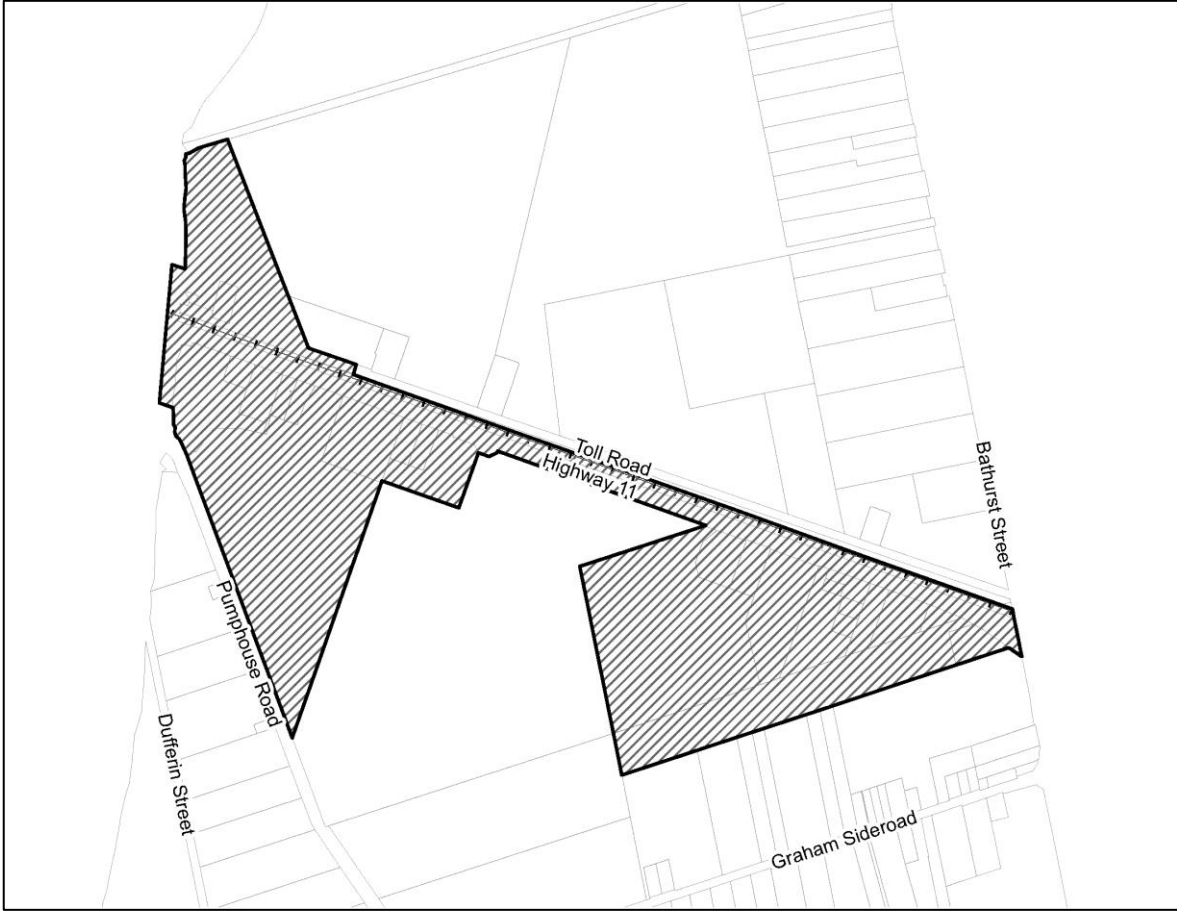 Toll Road
Highway 11
Bathurst Street
Pumphouse Road
Dufferin Street
Graham Sideroad